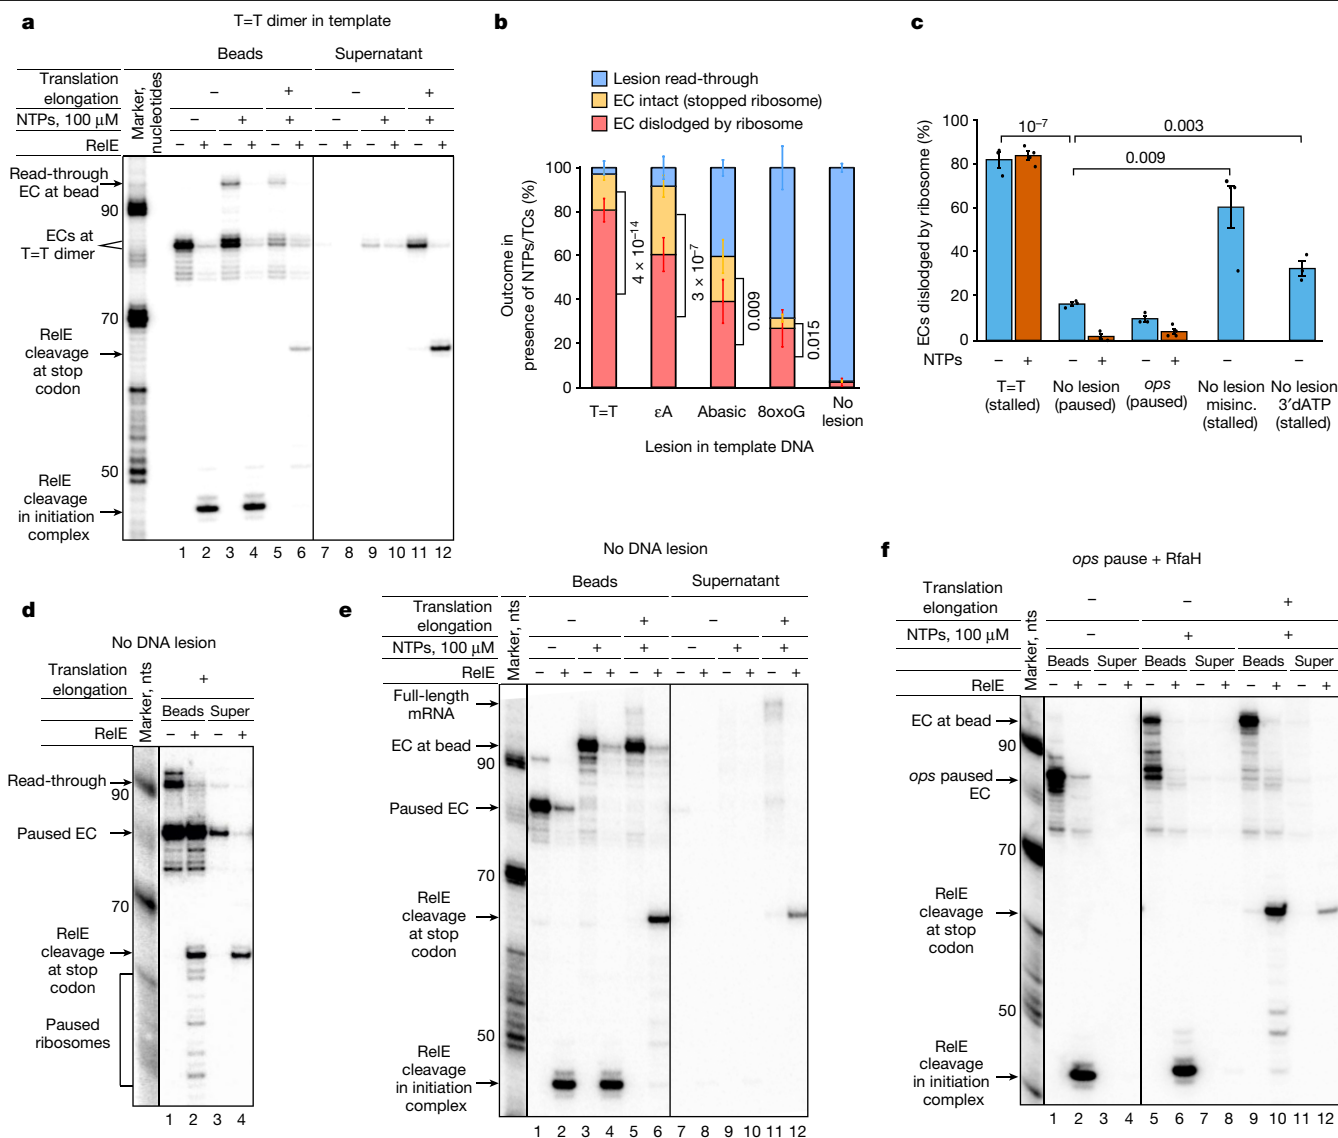 a
T=T dimer in template
Beads
Supernatant
Marker,
nucleotides
Translation
elongation
− + − +
NTPs, 100 μM
− + + − + +
RelE
− + − + − + − + − + − +
Read-through
EC at bead
90
ECs at
T=T dimer
70
RelE
cleavage
at stop
codon
50
RelE
cleavage
in initiation
complex
1 2 3 4 5 6 7 8 9 10 11 12
b
Lesion read-through
EC intact (stopped ribosome)
EC dislodged by ribosome
Outcome in
presence of NTPs/TCs (%)
100
80
60
40
20
0
4 × 10⁻¹⁴
3 × 10⁻⁷
0.009
0.015
T=T εA Abasic 8oxoG No
lesion
Lesion in template DNA
c
ECs dislodged by ribosome (%)
100
80
60
40
20
0
10⁻⁷
0.003
0.009
NTPs
− + − + − + − −
T=T
(stalled)
No lesion
(paused)
ops
(paused)
No lesion
misinc.
(stalled)
No lesion
3′dATP
(stalled)
d
No DNA lesion
Translation
elongation
+
Marker, nts
Beads Super
RelE
− + − +
Read-through
90
Paused EC
70
RelE
cleavage
at stop
codon
Paused
ribosomes
1 2 3 4
e
No DNA lesion
Beads
Supernatant
Marker, nts
Translation
elongation
− + − +
NTPs, 100 μM
− + + − + +
RelE
− + − + − + − + − + − +
Full-length
mRNA
EC at bead
90
Paused EC
70
RelE
cleavage
at stop
codon
50
RelE
cleavage
in initiation
complex
1 2 3 4 5 6 7 8 9 10 11 12
f
ops pause + RfaH
Translation
elongation
− − +
Marker, nts
NTPs, 100 μM
− + +
Beads Super Beads Super Beads Super
RelE
− + − + − + − + − + − +
EC at bead
90
ops paused
EC
70
RelE
cleavage
at stop
codon
50
RelE
cleavage
in initiation
complex
1 2 3 4 5 6 7 8 9 10 11 12